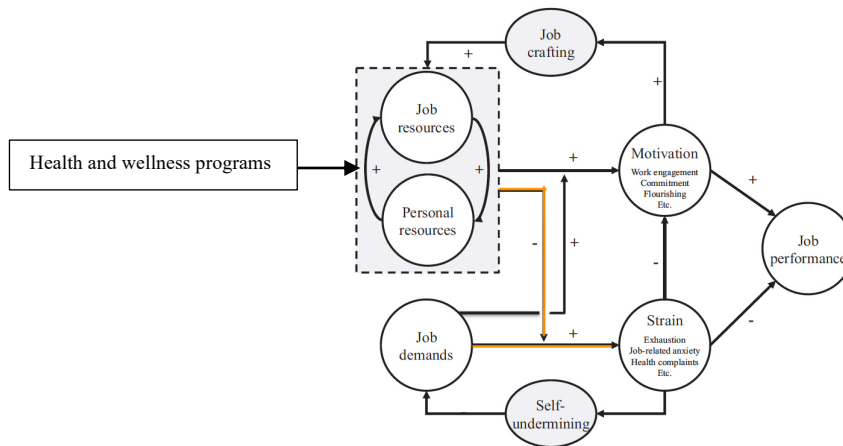 Job
crafting
+
+
Job
resources
+
Health and wellness programs
+
+
+
Motivation
Work engagement
Commitment
Flourishing
Etc.
+
Personal
resources
-
+
-
Job
performance
Job
demands
+
Strain
Exhaustion
Job-related anxiety
Health complaints
Etc.
-
Self-
undermining